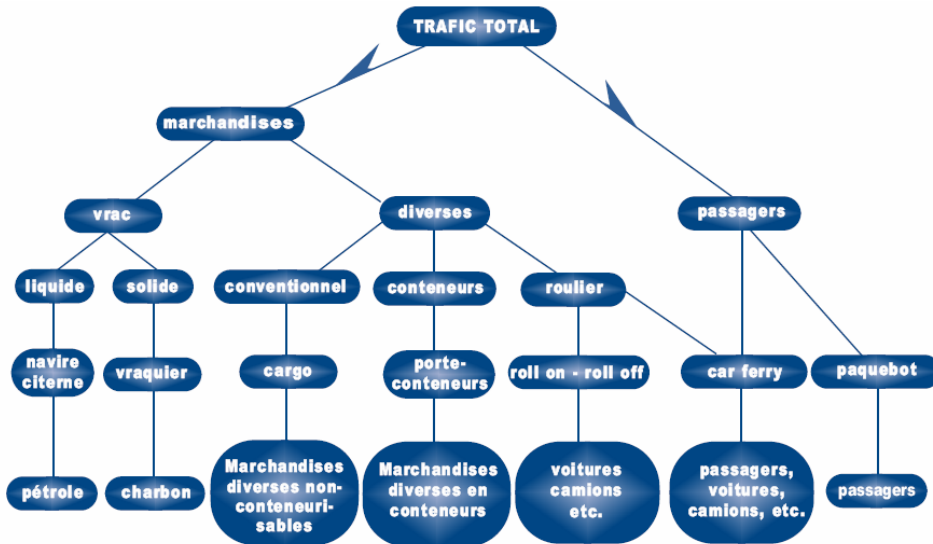 TRAFIC TOTAL
marchandises
vrac
diverses
passagers
liquide
solide
conventionnel
conteneurs
roulier
navire
citerne
vraquier
cargo
porte-
conteneurs
roll on - roll off
car ferry
paquebot
pétrole
charbon
Marchandises
diverses non-
conteneuri-
sables
Marchandises
diverses en
conteneurs
voitures
camions
etc.
passagers,
voitures,
camions, etc.
passagers